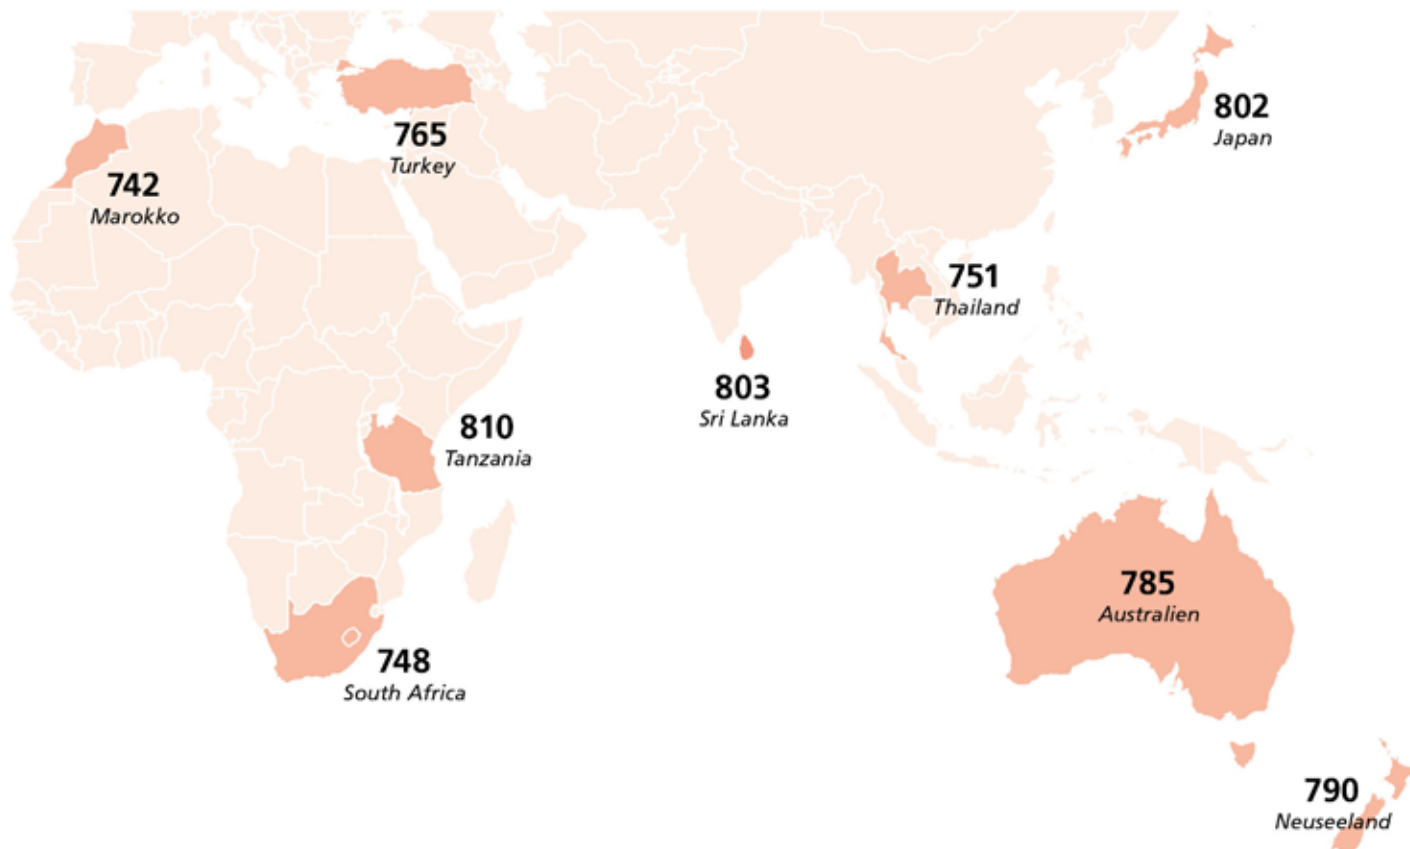 802
Japan
765
Turkey
742
Marokko
751
Thailand
803
Sri Lanka
810
Tanzania
785
Australien
748
South Africa
790
Neuseeland